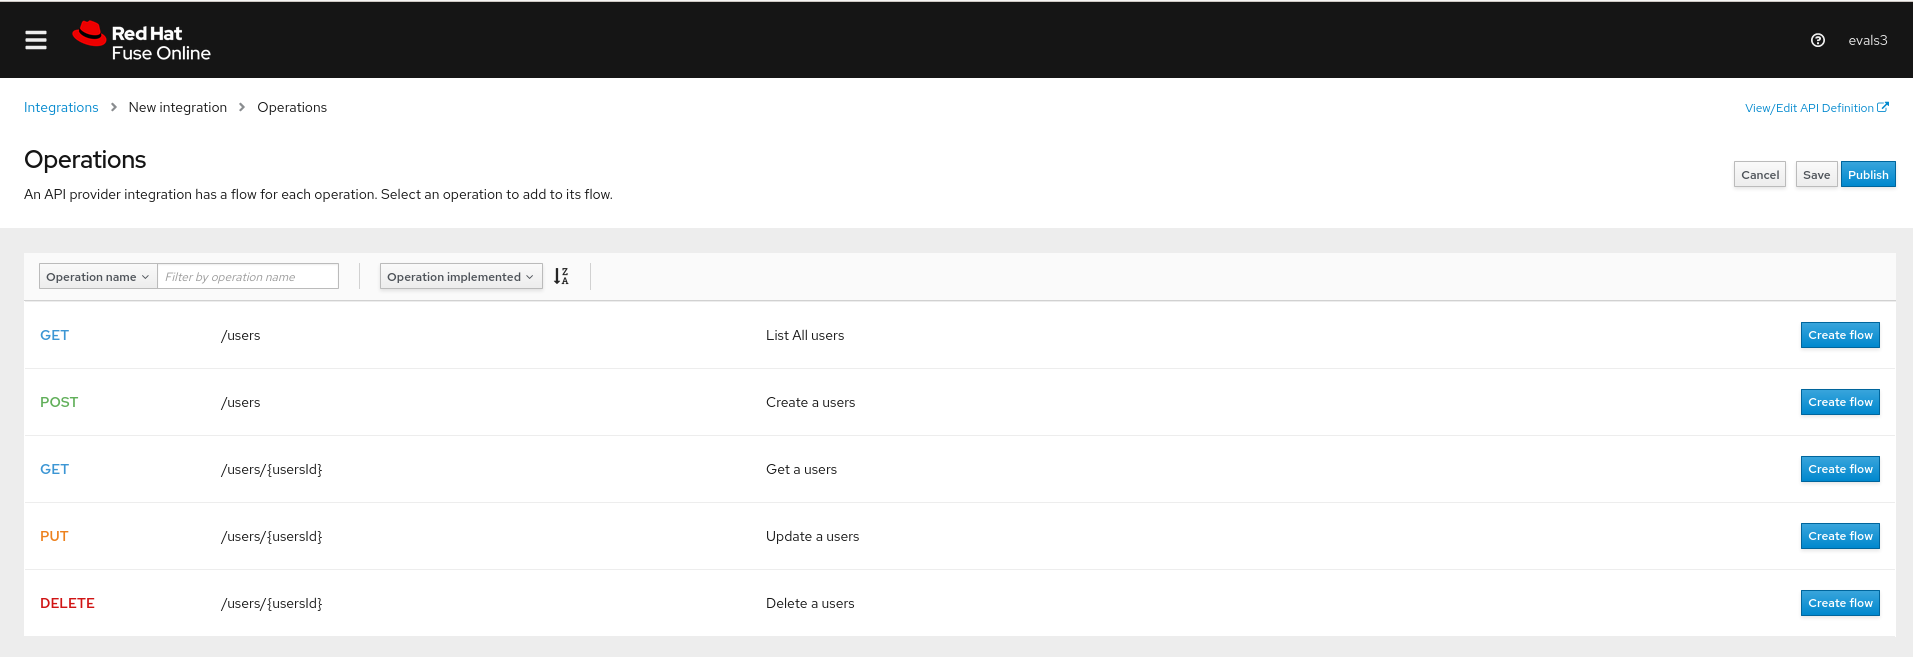 Red Hat
Fuse Online
evals3
Integrations > New integration > Operations
View/Edit API Definition
Operations
An API provider integration has a flow for each operation. Select an operation to add to its flow.
Cancel Save Publish
Operation name Filter by operation name Operation implemented
GET /users List All users Create flow
POST /users Create a users Create flow
GET /users/{usersId} Get a users Create flow
PUT /users/{usersId} Update a users Create flow
DELETE /users/{usersId} Delete a users Create flow